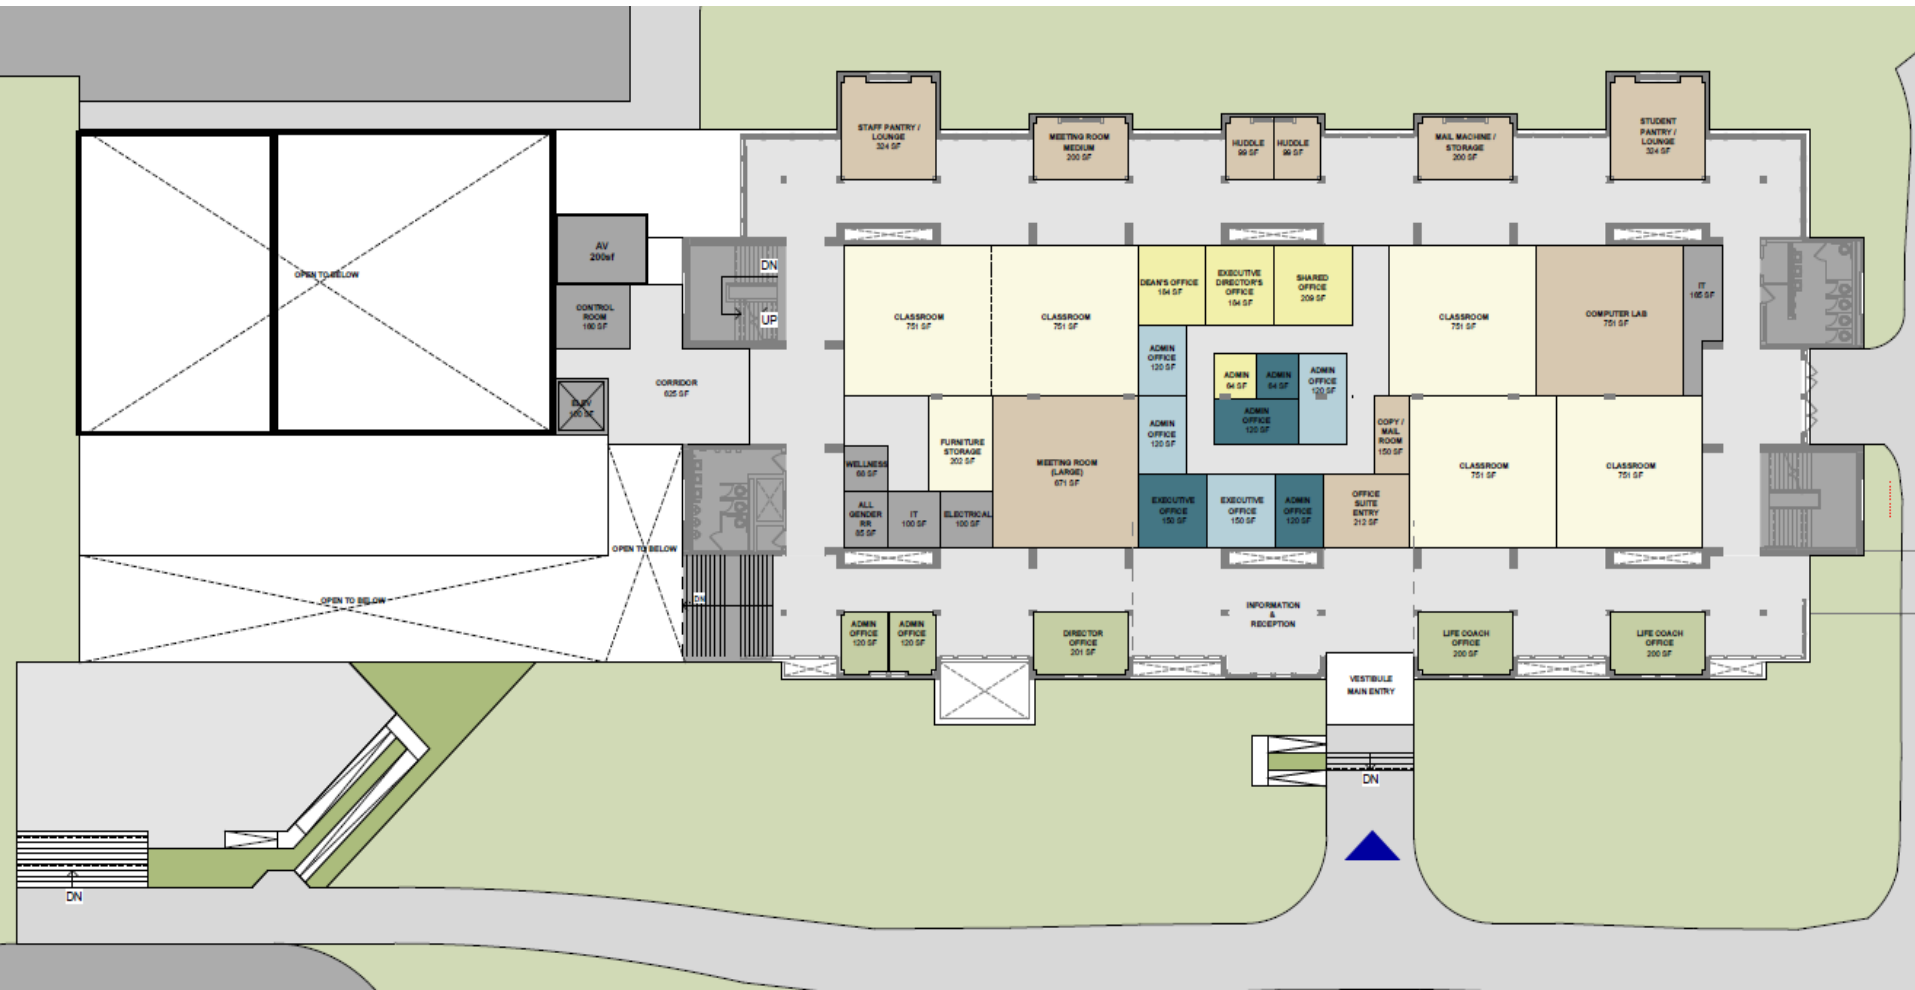 STAFF PANTRY /
LOUNGE
324 SF
MEETING ROOM
MEDIUM
200 SF
HUDDLE
99 SF
HUDDLE
99 SF
MAIL MACHINE /
STORAGE
200 SF
STUDENT
PANTRY /
LOUNGE
324 SF
AV
200sf
OPEN TO BELOW
CONTROL
ROOM
160 SF
DN
UP
CORRIDOR
625 SF
ELEV
100 SF
CLASSROOM
751 SF
CLASSROOM
751 SF
DEAN'S OFFICE
164 SF
EXECUTIVE
DIRECTOR'S
OFFICE
164 SF
SHARED
OFFICE
209 SF
CLASSROOM
751 SF
COMPUTER LAB
751 SF
IT
165 SF
ADMIN
OFFICE
120 SF
ADMIN
64 SF
ADMIN
64 SF
ADMIN
OFFICE
120 SF
ADMIN
OFFICE
120 SF
ADMIN
OFFICE
120 SF
COPY /
MAIL
ROOM
150 SF
FURNITURE
STORAGE
202 SF
WELLNESS
60 SF
MEETING ROOM
(LARGE)
671 SF
CLASSROOM
751 SF
CLASSROOM
751 SF
ALL
GENDER
RR
85 SF
IT
100 SF
ELECTRICAL
100 SF
EXECUTIVE
OFFICE
150 SF
EXECUTIVE
OFFICE
150 SF
ADMIN
OFFICE
120 SF
OFFICE
SUITE
ENTRY
212 SF
OPEN TO BELOW
OPEN TO BELOW
DN
ADMIN
OFFICE
120 SF
ADMIN
OFFICE
120 SF
DIRECTOR
OFFICE
201 SF
INFORMATION
&
RECEPTION
LIFE COACH
OFFICE
200 SF
LIFE COACH
OFFICE
200 SF
VESTIBULE
MAIN ENTRY
DN
DN